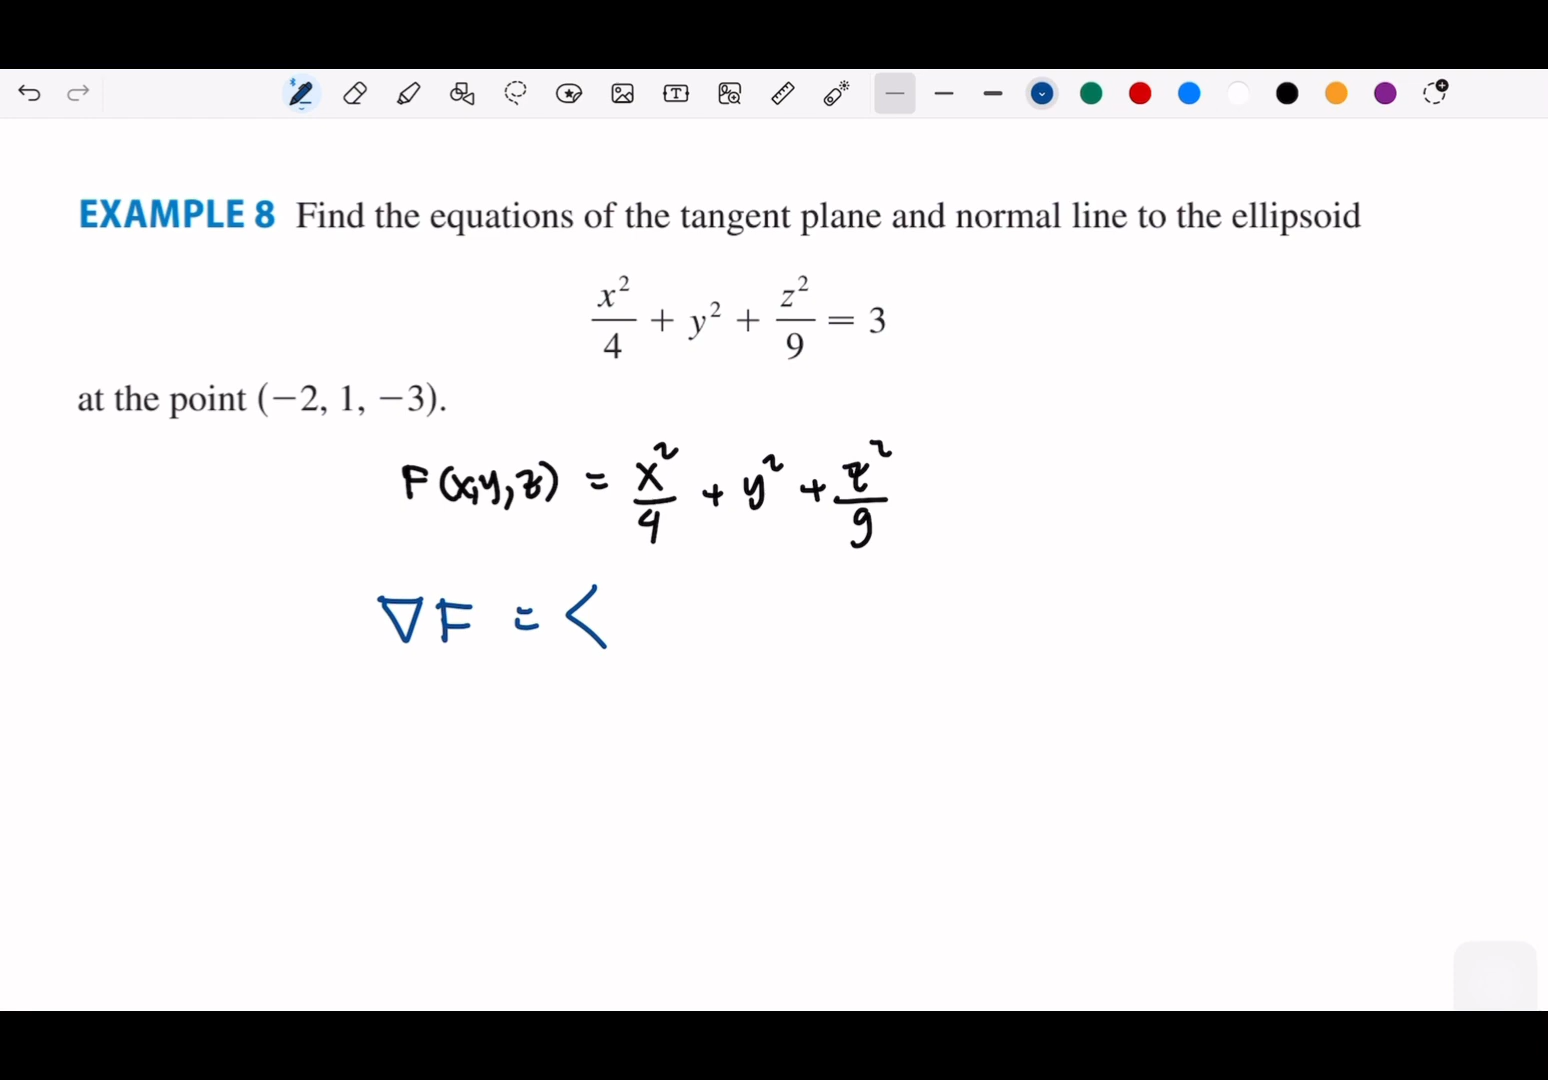 EXAMPLE 8 Find the equations of the tangent plane and normal line to the ellipsoid
x²/4 + y² + z²/9 = 3
at the point (−2, 1, −3).
F(x,y,z) = x²/4 + y² + z²/9
∇F = <